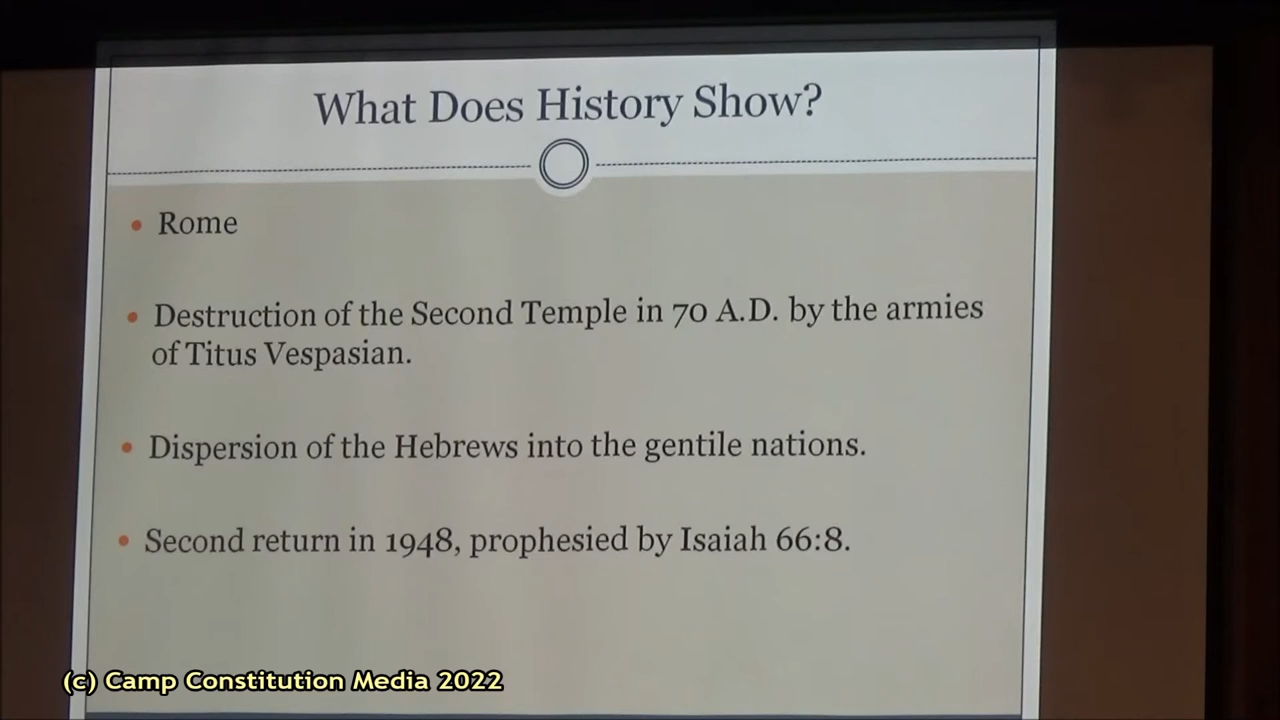 What Does History Show?
• Rome
• Destruction of the Second Temple in 70 A.D. by the armies
of Titus Vespasian.
• Dispersion of the Hebrews into the gentile nations.
• Second return in 1948, prophesied by Isaiah 66:8.
(c) Camp Constitution Media 2022